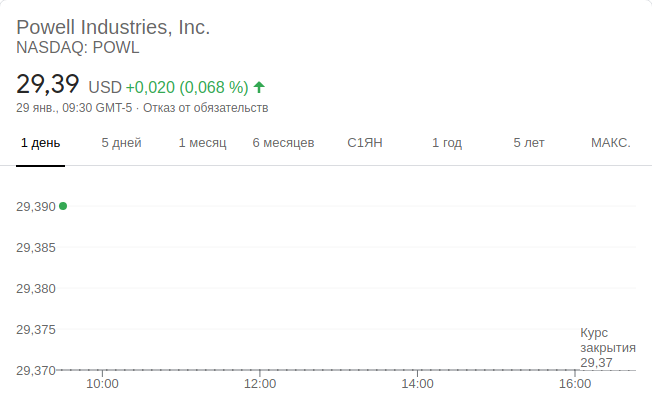 Powell Industries, Inc.
NASDAQ: POWL
29,39 USD +0,020 (0,068 %)
29 янв., 09:30 GMT-5 · Отказ от обязательств
1 день 5 дней 1 месяц 6 месяцев С1ЯН 1 год 5 лет МАКС.
29,390
29,385
29,380
29,375
Курс
закрытия
29,37
29,370
10:00 12:00 14:00 16:00